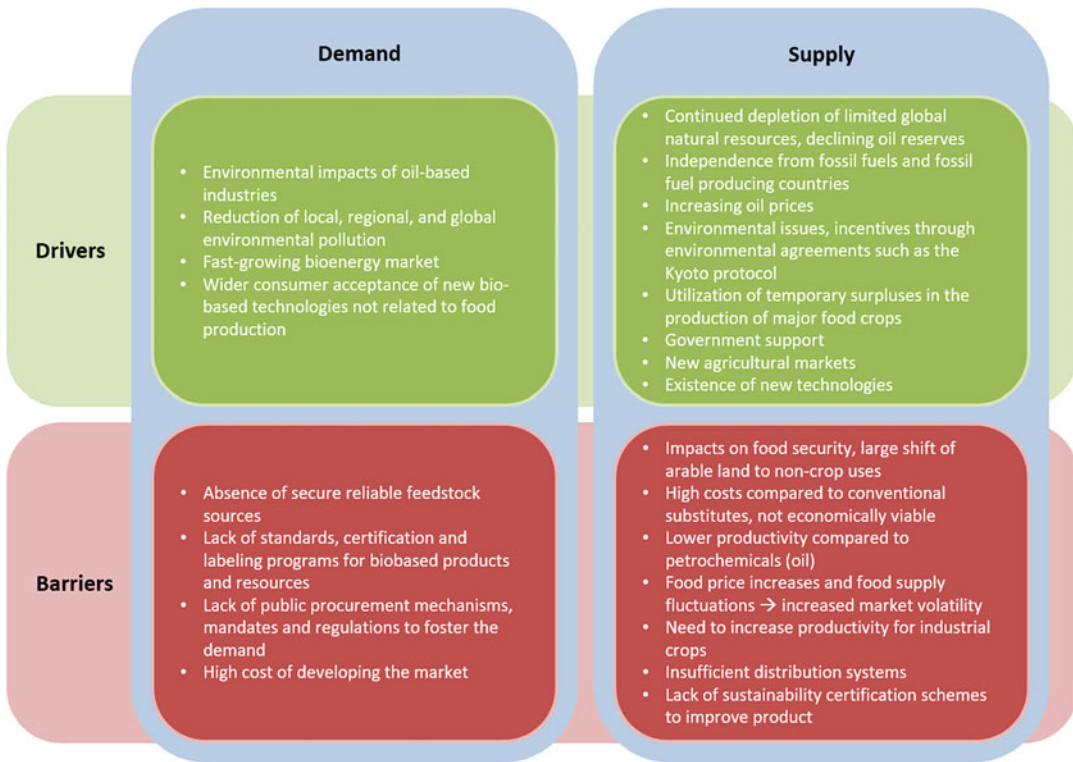 Demand
Supply
Drivers
• Environmental impacts of oil-based
industries
• Reduction of local, regional, and global
environmental pollution
• Fast-growing bioenergy market
• Wider consumer acceptance of new bio-
based technologies not related to food
production
• Continued depletion of limited global
natural resources, declining oil reserves
• Independence from fossil fuels and fossil
fuel producing countries
• Increasing oil prices
• Environmental issues, incentives through
environmental agreements such as the
Kyoto protocol
• Utilization of temporary surpluses in the
production of major food crops
• Government support
• New agricultural markets
• Existence of new technologies
Barriers
• Absence of secure reliable feedstock
sources
• Lack of standards, certification and
labeling programs for biobased products
and resources
• Lack of public procurement mechanisms,
mandates and regulations to foster the
demand
• High cost of developing the market
• Impacts on food security, large shift of
arable land to non-crop uses
• High costs compared to conventional
substitutes, not economically viable
• Lower productivity compared to
petrochemicals (oil)
• Food price increases and food supply
fluctuations → increased market volatility
• Need to increase productivity for industrial
crops
• Insufficient distribution systems
• Lack of sustainability certification schemes
to improve product